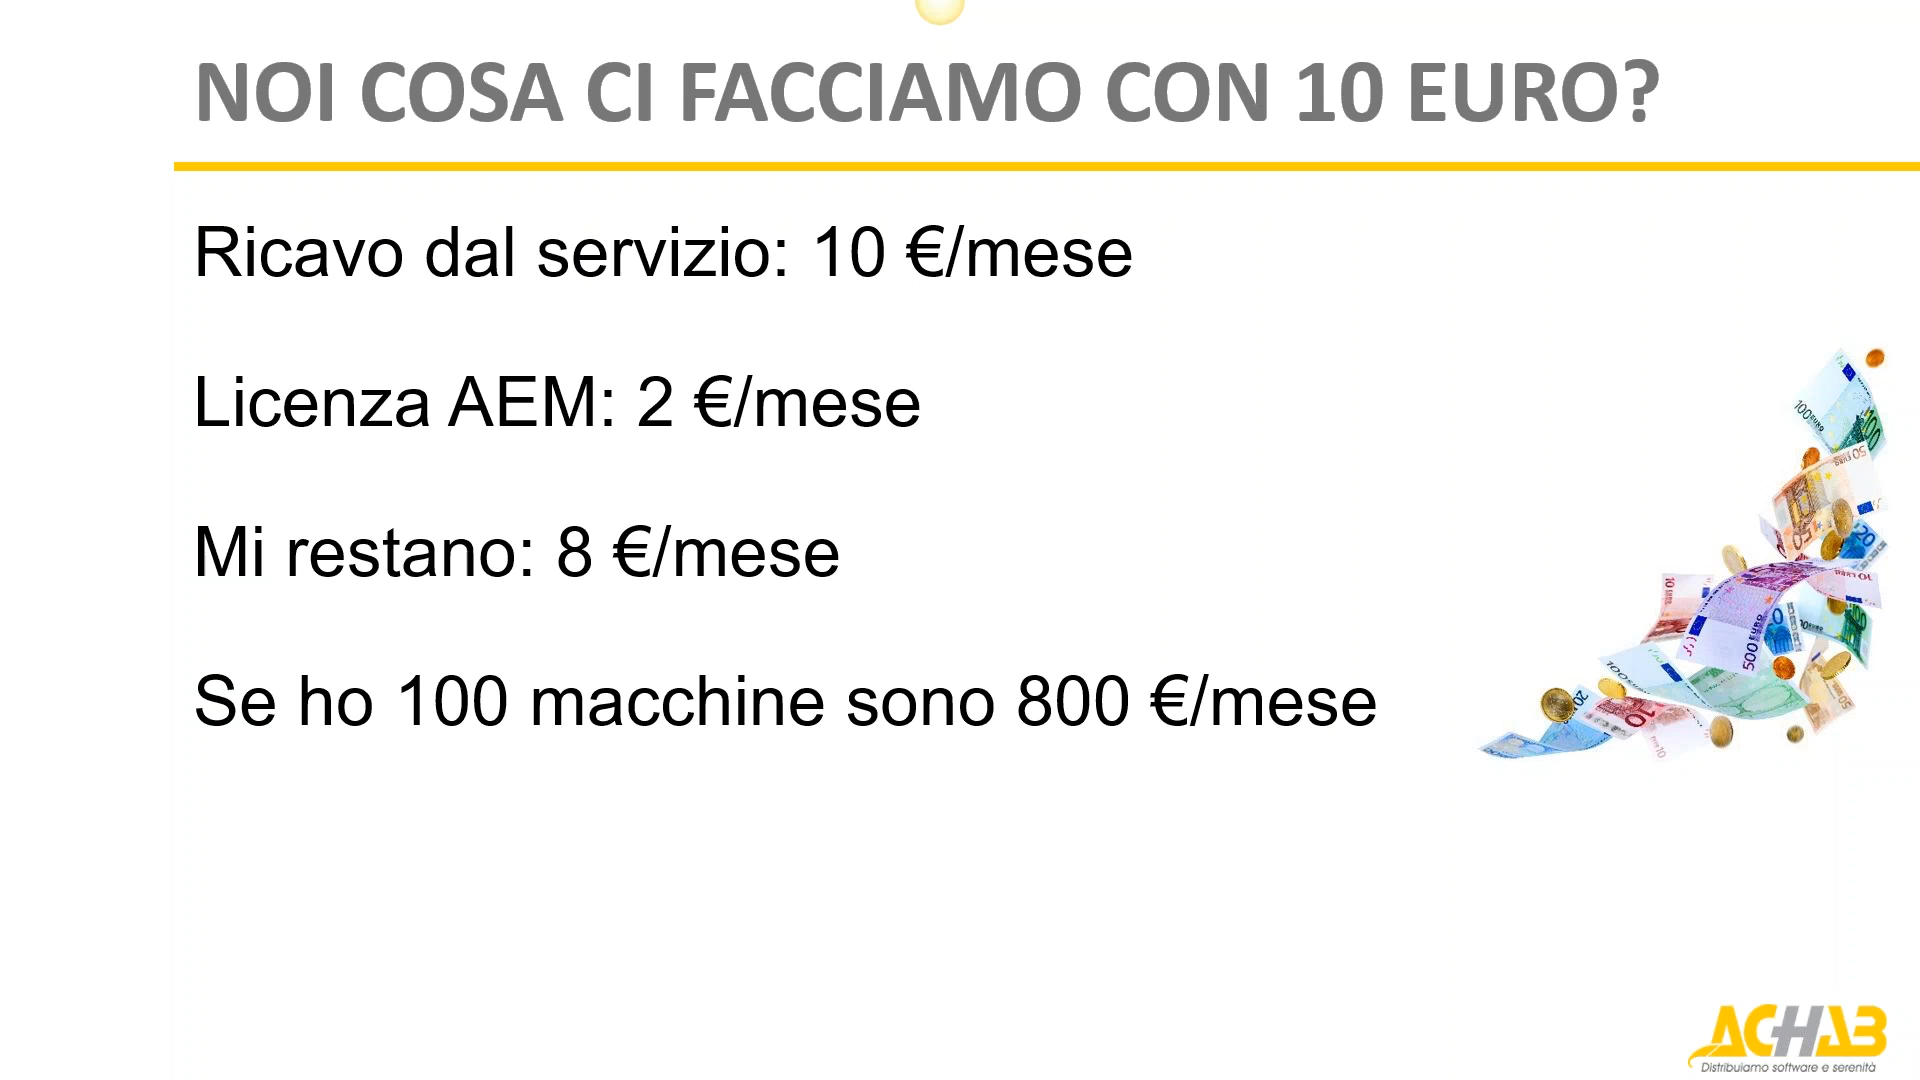 NOI COSA CI FACCIAMO CON 10 EURO?
Ricavo dal servizio: 10 €/mese
Licenza AEM: 2 €/mese
Mi restano: 8 €/mese
Se ho 100 macchine sono 800 €/mese
ACHAB
Distribuiamo software e serenità